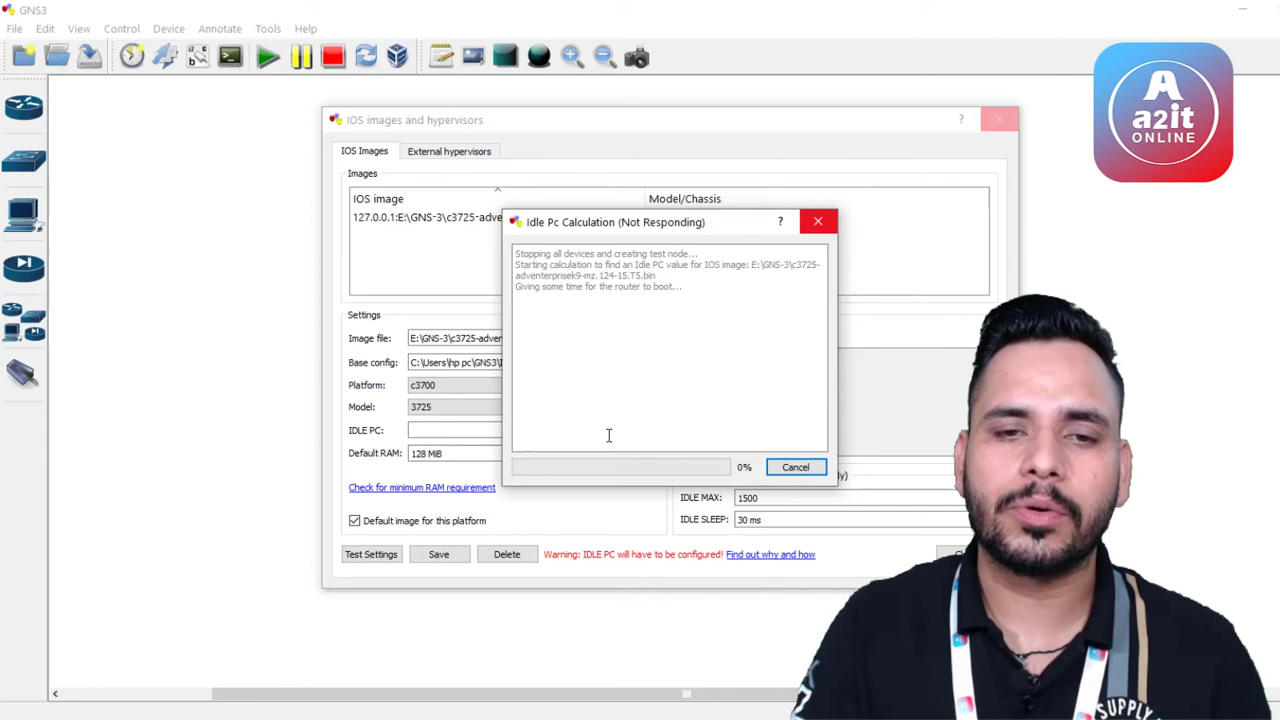 GNS3
File Edit View Control Device Annotate Tools Help
A
a2it
ONLINE
IOS images and hypervisors
?
IOS Images External hypervisors
Images
IOS image Model/Chassis
127.0.0.1:E:\GNS-3\c3725-adve
Idle Pc Calculation (Not Responding)
?
Stopping all devices and creating test node...
Starting calculation to find an Idle PC value for IOS image: E:\GNS-3\c3725-
adventerprisek9-mz.124-15.T5.bin
Giving some time for the router to boot...
0% Cancel
Settings
Image file: E:\GNS-3\c3725-adven
Base config: C:\Users\hp pc\GNS3\
Platform: c3700
Model: 3725
IDLE PC:
Default RAM: 128 MiB
Check for minimum RAM requirement
Default image for this platform
IDLE MAX: 1500
IDLE SLEEP: 30 ms
Test Settings Save Delete Warning: IDLE PC will have to be configured! Find out why and how
SUPPLY